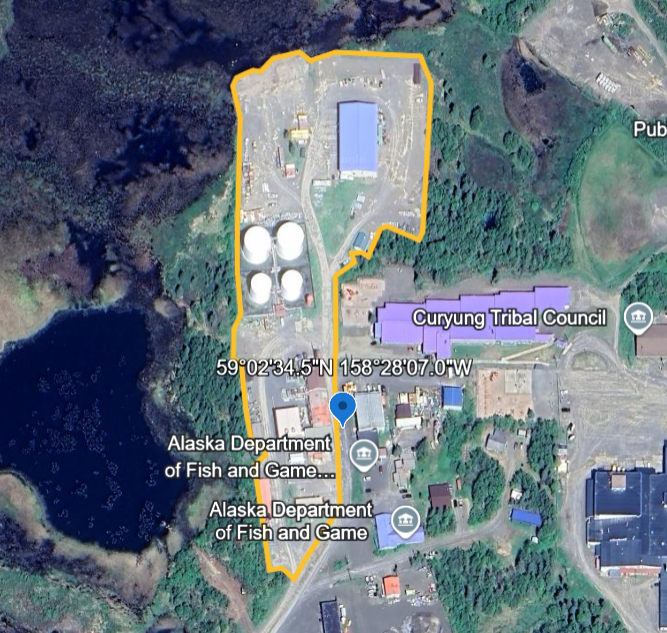 Pub
Curyung Tribal Council
59°02'34.5"N 158°28'07.0"W
Alaska Department
of Fish and Game...
Alaska Department
of Fish and Game